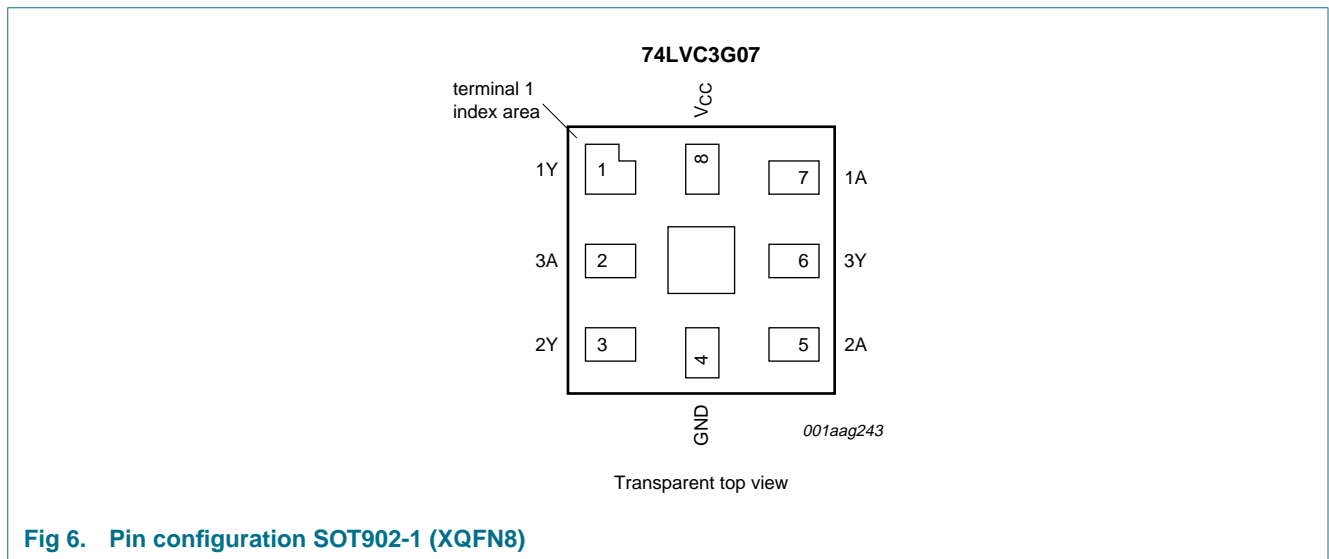 74LVC3G07
terminal 1
index area
VCC
1Y 1 8 7 1A
3A 2 6 3Y
2Y 3 4 5 2A
GND
001aag243
Transparent top view
Fig 6. Pin configuration SOT902-1 (XQFN8)